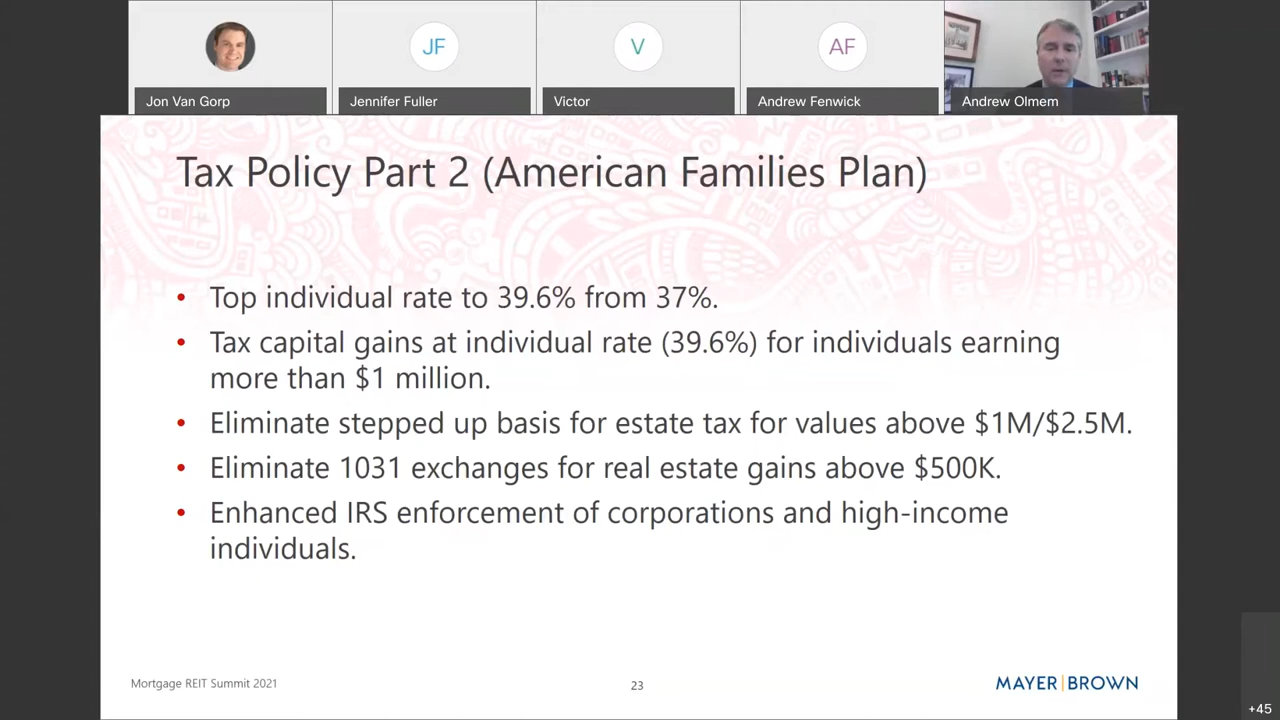 JF
V
AF
Jon Van Gorp
Jennifer Fuller
Victor
Andrew Fenwick
Andrew Olmem
Tax Policy Part 2 (American Families Plan)
• Top individual rate to 39.6% from 37%.
• Tax capital gains at individual rate (39.6%) for individuals earning
more than $1 million.
• Eliminate stepped up basis for estate tax for values above $1M/$2.5M.
• Eliminate 1031 exchanges for real estate gains above $500K.
• Enhanced IRS enforcement of corporations and high-income
individuals.
Mortgage REIT Summit 2021
23
MAYER|BROWN
+45